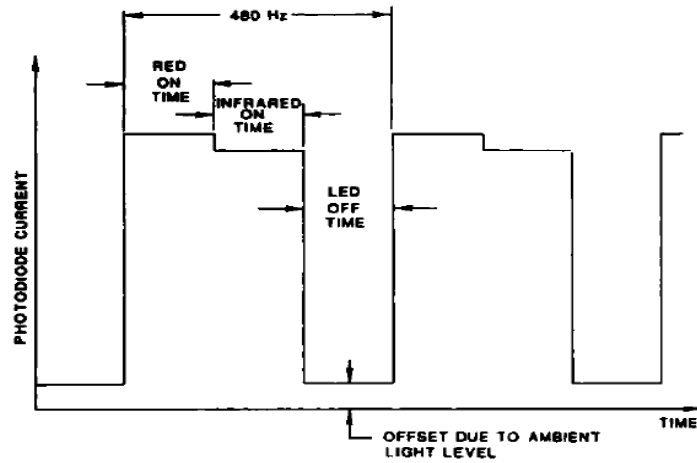 480 Hz
RED
ON
TIME
INFRARED
ON
TIME
LED
OFF
TIME
PHOTODIODE CURRENT
TIME
OFFSET DUE TO AMBIENT
LIGHT LEVEL